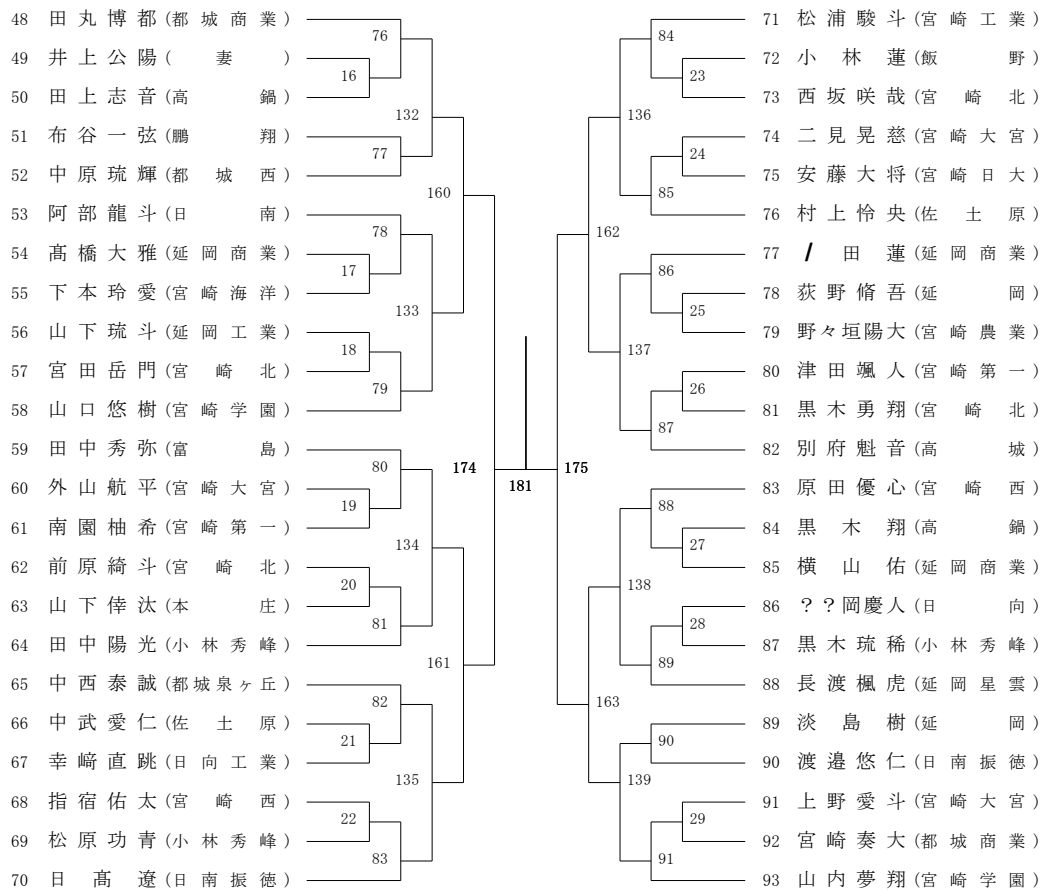 48 田丸博都(都城商業)
49 井上公陽(妻)
50 田上志音(高鍋)
51 布谷一弦(鵬翔)
52 中原琉輝(都城西)
53 阿部龍斗(日南)
54 髙橋大雅(延岡商業)
55 下本玲愛(宮崎海洋)
56 山下琉斗(延岡工業)
57 宮田岳門(宮崎北)
58 山口悠樹(宮崎学園)
59 田中秀弥(富島)
60 外山航平(宮崎大宮)
61 南園柚希(宮崎第一)
62 前原綺斗(宮崎北)
63 山下倖汰(本庄)
64 田中陽光(小林秀峰)
65 中西泰誠(都城泉ヶ丘)
66 中武愛仁(佐土原)
67 幸﨑直跳(日向工業)
68 指宿佑太(宮崎西)
69 松原功青(小林秀峰)
70 日髙遼(日南振徳)
76
16
132
77
160
78
17
133
18
79
80
174
19
134
20
81
161
82
21
135
22
83
181
175
84
23
136
24
85
162
86
25
137
26
87
88
27
138
28
89
163
90
139
29
91
71 松浦駿斗(宮崎工業)
72 小林蓮(飯野)
73 西坂咲哉(宮崎北)
74 二見晃慈(宮崎大宮)
75 安藤大将(宮崎日大)
76 村上怜央(佐土原)
77 /田蓮(延岡商業)
78 荻野脩吾(延岡)
79 野々垣陽大(宮崎農業)
80 津田颯人(宮崎第一)
81 黒木勇翔(宮崎北)
82 別府魁音(高城)
83 原田優心(宮崎西)
84 黒木翔(高鍋)
85 横山佑(延岡商業)
86 ??岡慶人(日向)
87 黒木琉稀(小林秀峰)
88 長渡楓虎(延岡星雲)
89 淡島樹(延岡)
90 渡邉悠仁(日南振徳)
91 上野愛斗(宮崎大宮)
92 宮崎奏大(都城商業)
93 山内夢翔(宮崎学園)